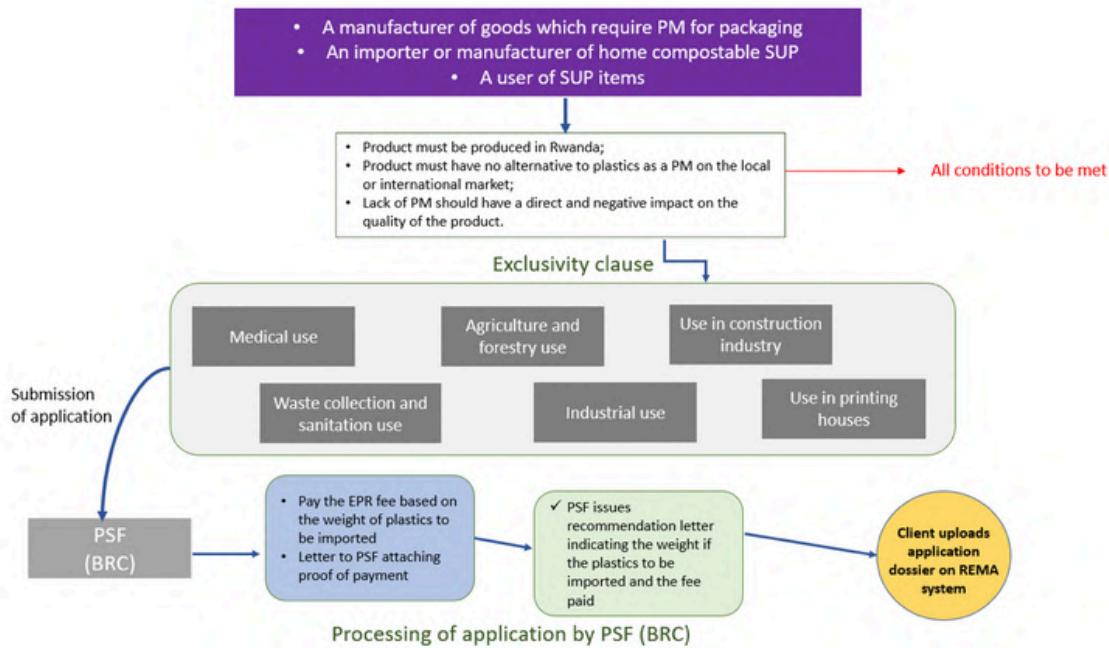 • A manufacturer of goods which require PM for packaging
• An importer or manufacturer of home compostable SUP
• A user of SUP items
• Product must be produced in Rwanda;
• Product must have no alternative to plastics as a PM on the local
or international market;
• Lack of PM should have a direct and negative impact on the
quality of the product.
All conditions to be met
Exclusivity clause
Medical use
Agriculture and
forestry use
Use in construction
industry
Waste collection and
sanitation use
Industrial use
Use in printing
houses
Submission
of application
PSF
(BRC)
• Pay the EPR fee based on
the weight of plastics to
be imported
• Letter to PSF attaching
proof of payment
✓ PSF issues
recommendation letter
indicating the weight if
the plastics to be
imported and the fee
paid
Client uploads
application
dossier on REMA
system
Processing of application by PSF (BRC)